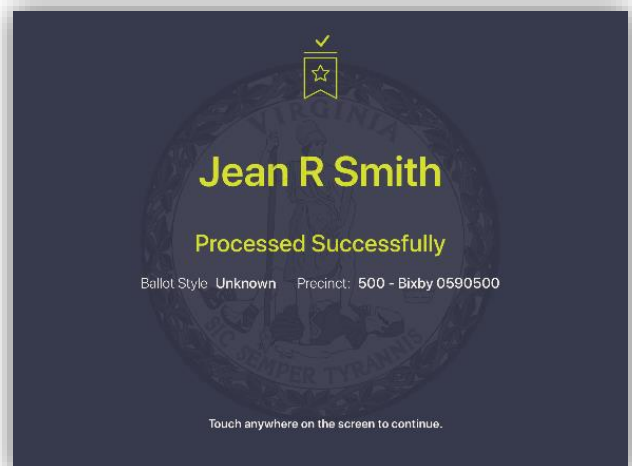 VIRGINIA
Jean R Smith
Processed Successfully
Ballot Style Unknown Precinct: 500 - Bixby 0590500
SIC SEMPER TYRANNIS
Touch anywhere on the screen to continue.